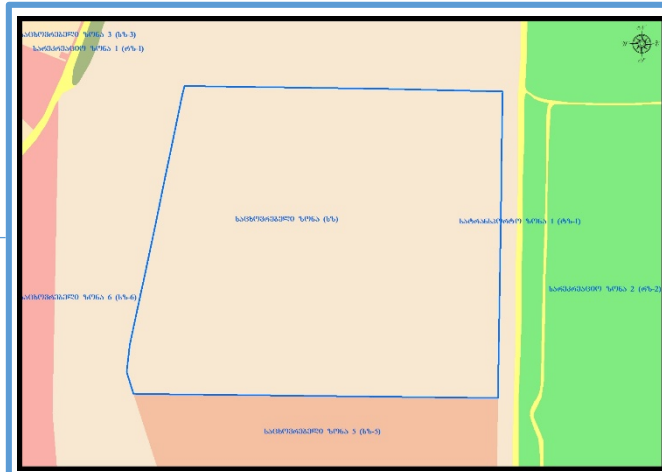 საცხოვრებელი ზონა 3 (სზ-3)
სარეკრეაციო ზონა 1 (რზ-1)
საცხოვრებელი ზონა (სზ)
სატრანსპორტო ზონა 1 (ტზ-1)
საცხოვრებელი ზონა 6 (სზ-6)
სარეკრეაციო ზონა 2 (რზ-2)
საცხოვრებელი ზონა 5 (სზ-5)